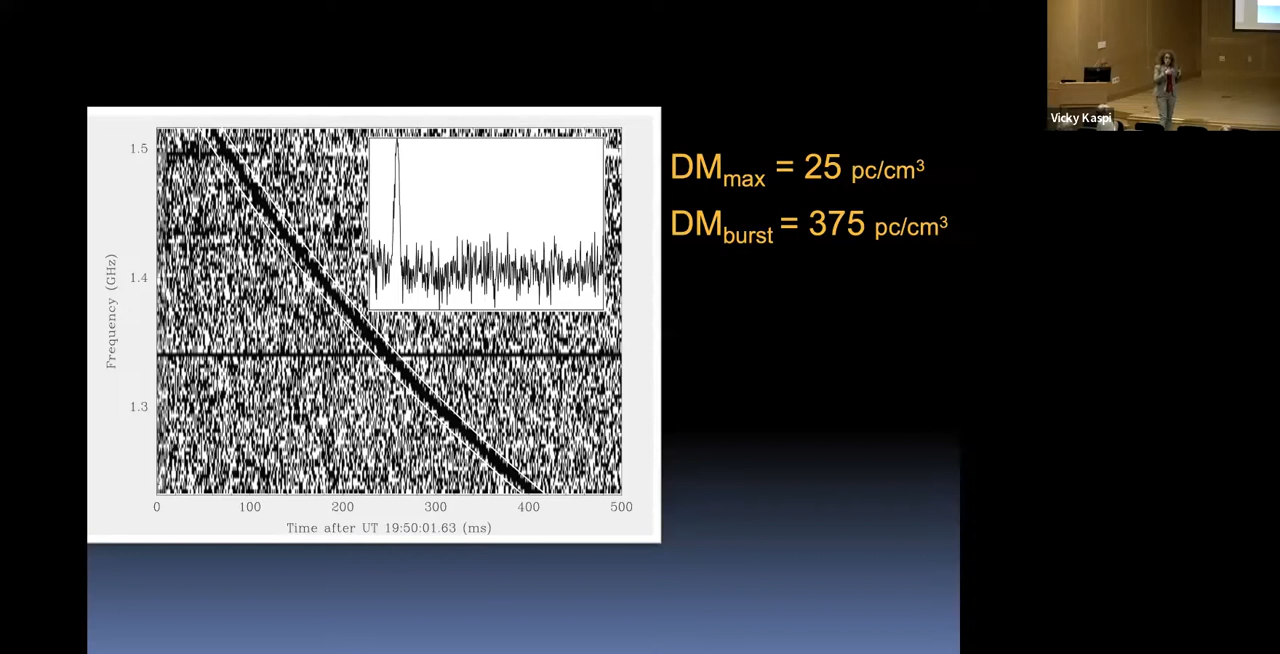 Vicky Kaspi
DMmax = 25 pc/cm³
DMburst = 375 pc/cm³
1.5
1.4
1.3
Frequency (GHz)
0 100 200 300 400 500
Time after UT 19:50:01.63 (ms)